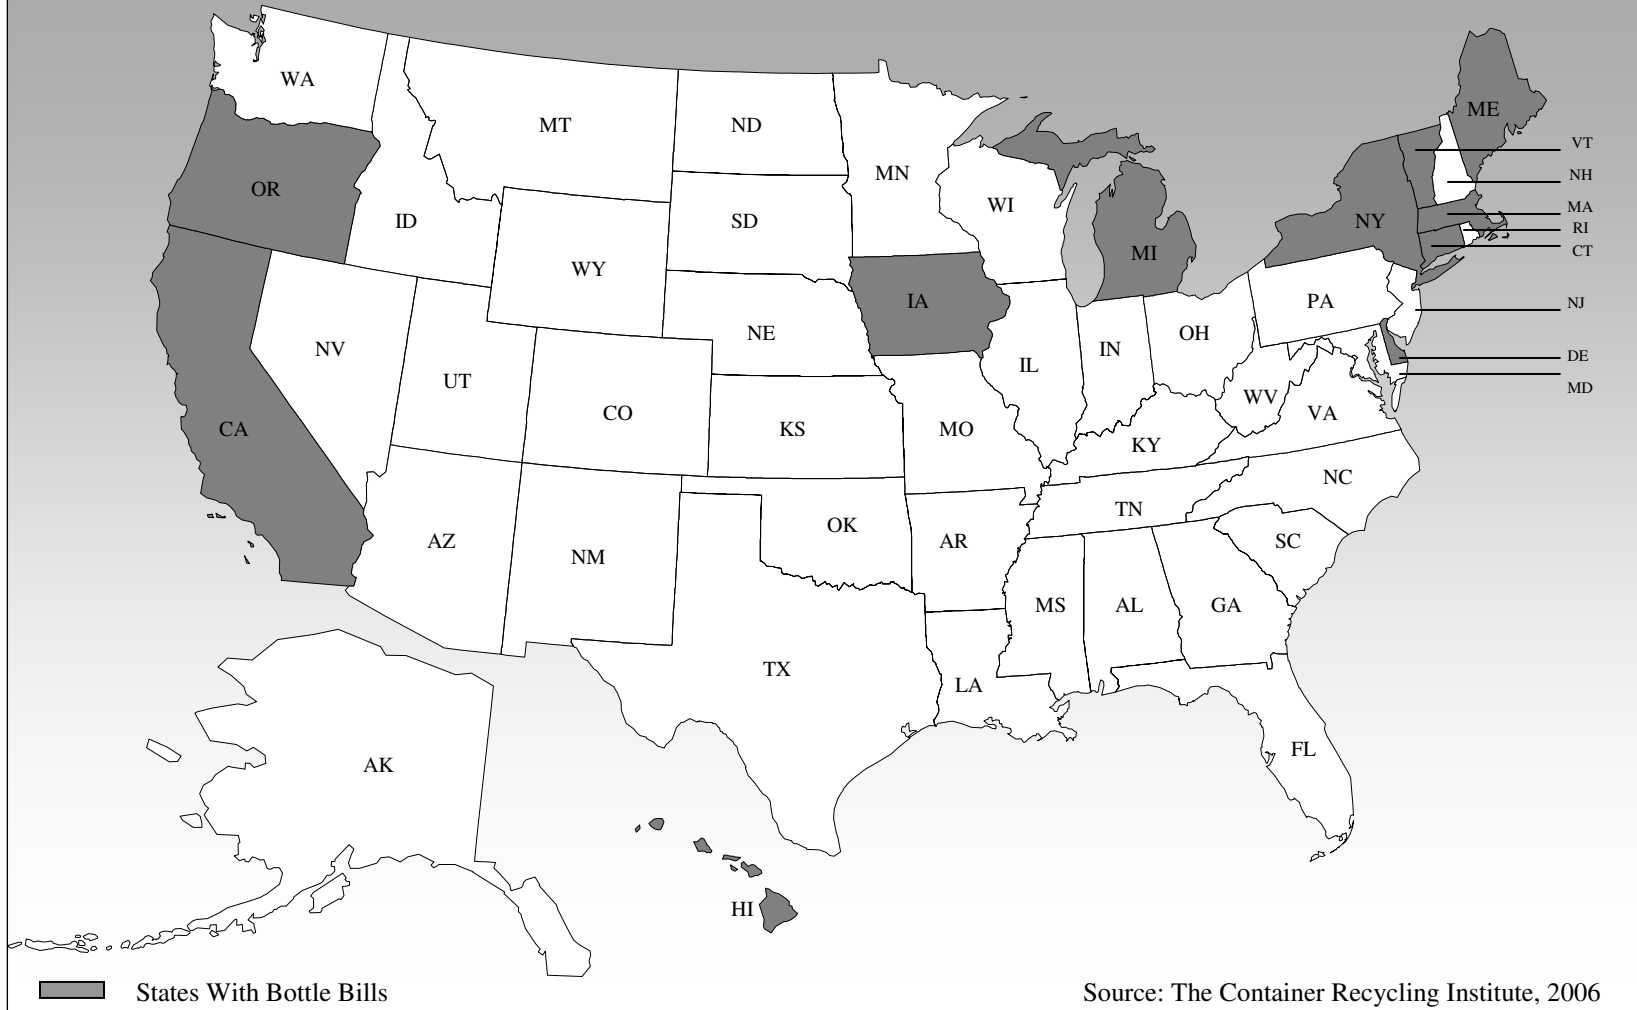 WA
MT
ND
MN
ME
VT
NH
MA
RI
CT
OR
ID
SD
WI
NY
MI
WY
IA
PA
NJ
NE
OH
NV
IN
IL
DE
MD
UT
CO
KS
MO
WV
VA
CA
KY
NC
TN
AZ
NM
OK
AR
SC
MS
AL
GA
TX
LA
FL
AK
HI
States With Bottle Bills
Source: The Container Recycling Institute, 2006